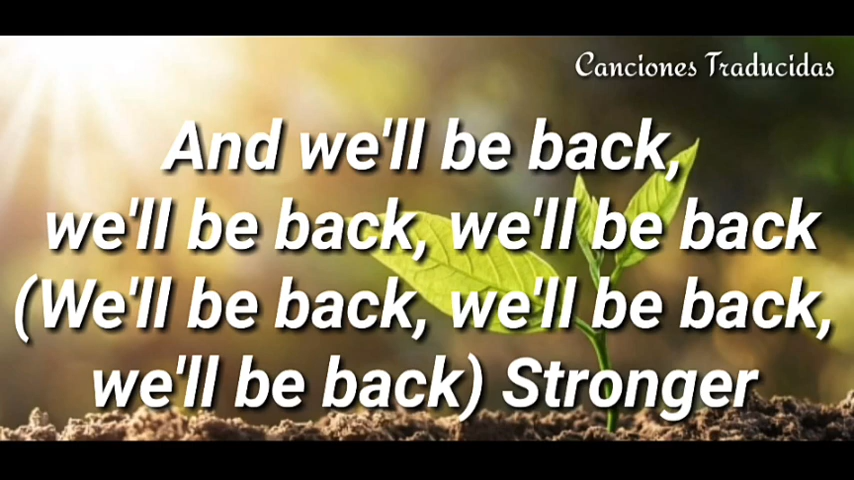 Canciones Traducidas
And we'll be back,
we'll be back, we'll be back
(We'll be back, we'll be back,
we'll be back) Stronger